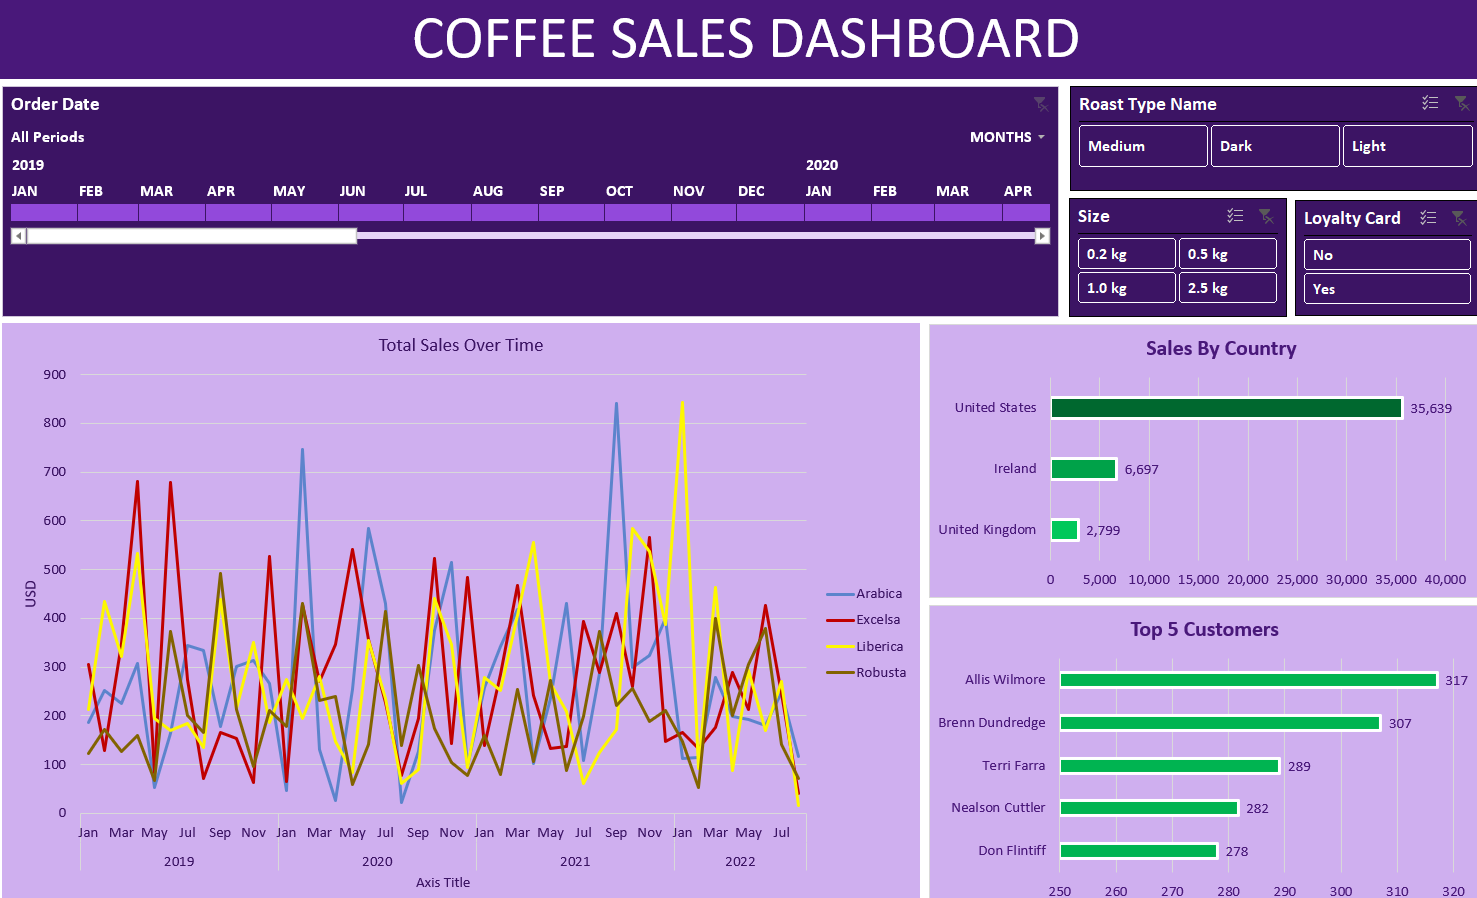 COFFEE SALES DASHBOARD
Order Date
All Periods
MONTHS
2019 2020
JAN FEB MAR APR MAY JUN JUL AUG SEP OCT NOV DEC JAN FEB MAR APR
Roast Type Name
Medium Dark Light
Size
0.2 kg 0.5 kg
1.0 kg 2.5 kg
Loyalty Card
No
Yes
Total Sales Over Time
900
800
700
600
500
400
300
200
100
0
USD
Jan Mar May Jul Sep Nov Jan Mar May Jul Sep Nov Jan Mar May Jul Sep Nov Jan Mar May Jul
2019 2020 2021 2022
Axis Title
Arabica
Excelsa
Liberica
Robusta
Sales By Country
United States 35,639
Ireland 6,697
United Kingdom 2,799
0 5,000 10,000 15,000 20,000 25,000 30,000 35,000 40,000
Top 5 Customers
Allis Wilmore 317
Brenn Dundredge 307
Terri Farra 289
Nealson Cuttler 282
Don Flintiff 278
250 260 270 280 290 300 310 320